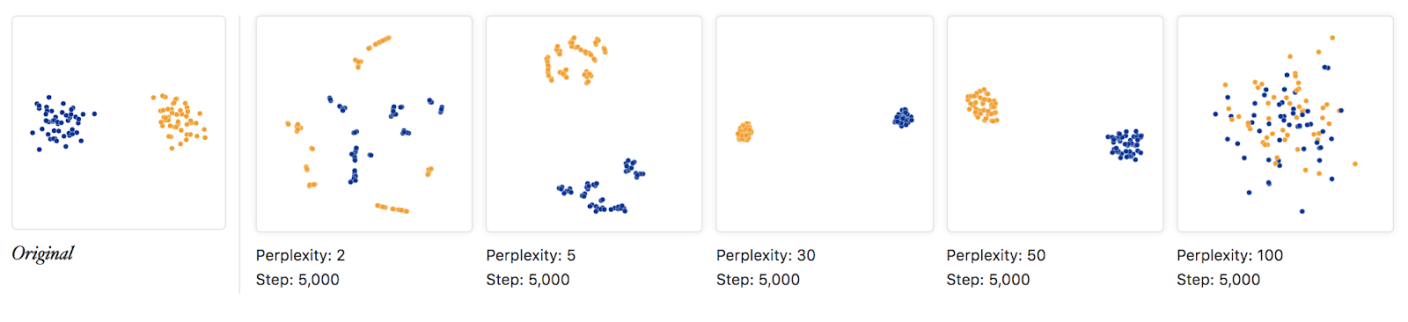 Original
Perplexity: 2
Step: 5,000
Perplexity: 5
Step: 5,000
Perplexity: 30
Step: 5,000
Perplexity: 50
Step: 5,000
Perplexity: 100
Step: 5,000